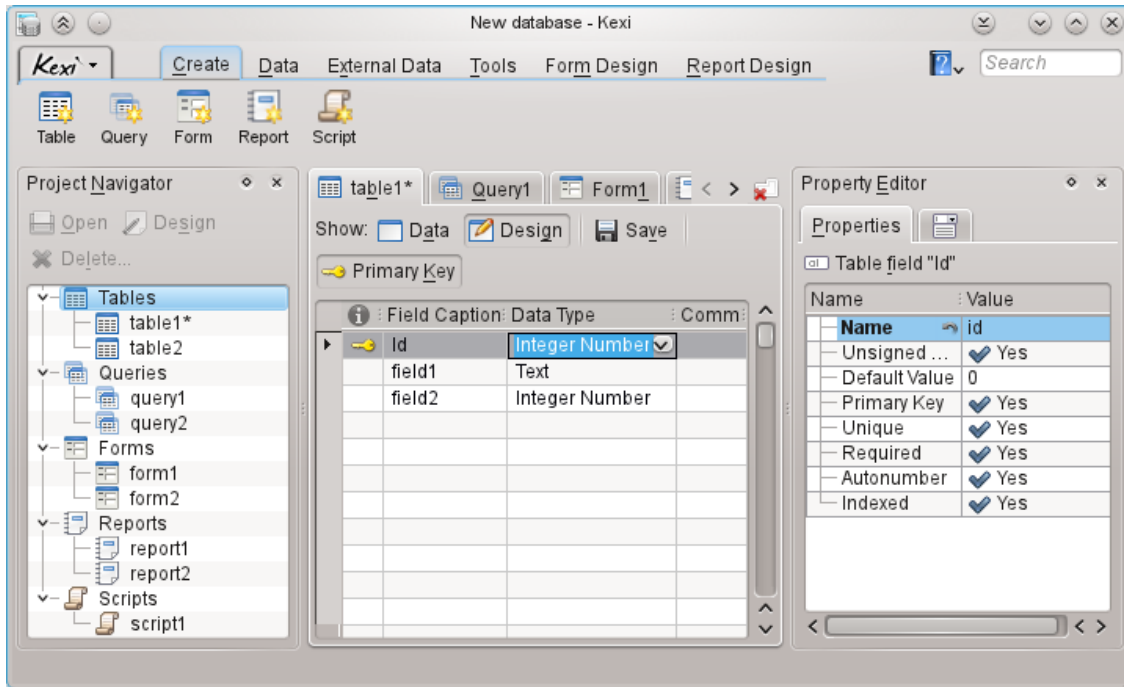 New database - Kexi
Kexi Create Data External Data Tools Form Design Report Design Search
Table Query Form Report Script
Project Navigator
Open Design
Delete...
Tables
table1*
table2
Queries
query1
query2
Forms
form1
form2
Reports
report1
report2
Scripts
script1
table1* Query1 Form1
Show: Data Design Save
Primary Key
Field Caption Data Type Comm
Id Integer Number
field1 Text
field2 Integer Number
Property Editor
Properties
Table field "Id"
Name Value
Name id
Unsigned ... Yes
Default Value 0
Primary Key Yes
Unique Yes
Required Yes
Autonumber Yes
Indexed Yes